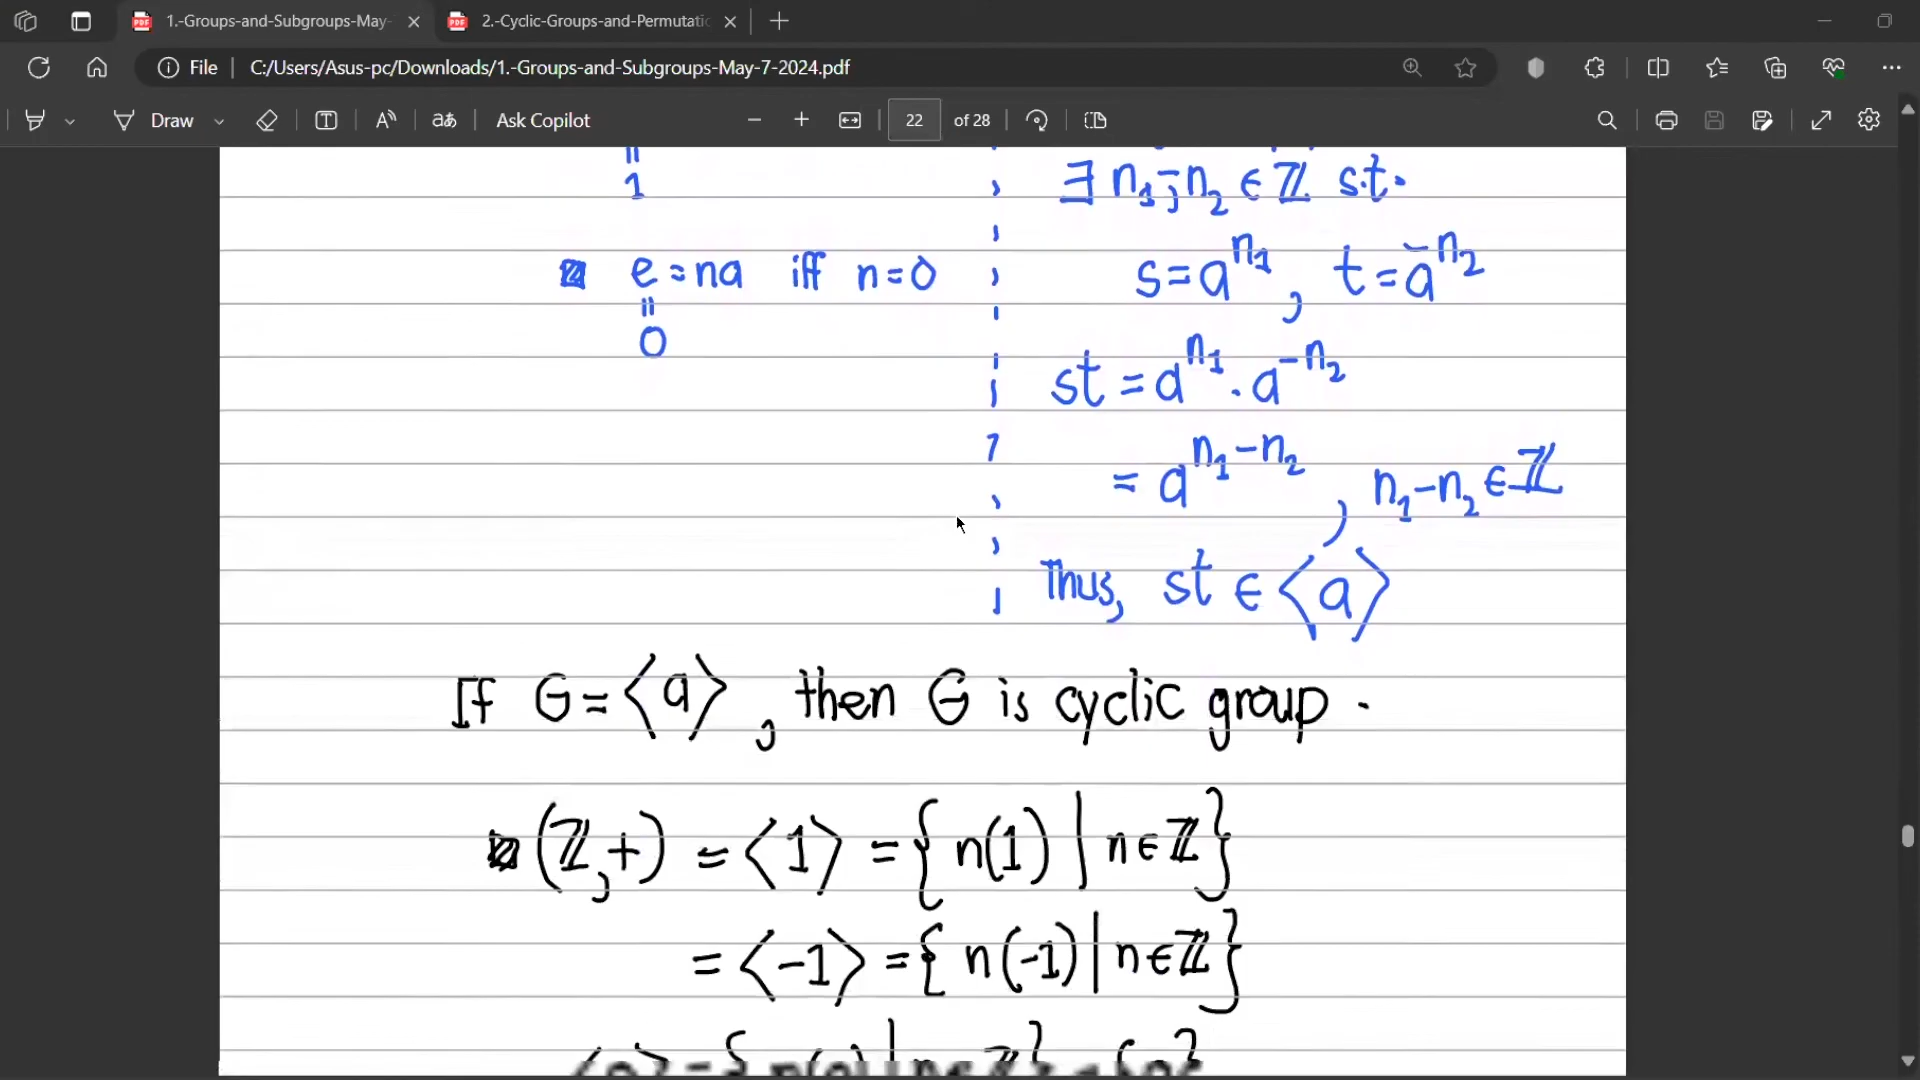 1.-Groups-and-Subgroups-May-
2.-Cyclic-Groups-and-Permutatio
File
C:/Users/Asus-pc/Downloads/1.-Groups-and-Subgroups-May-7-2024.pdf
Draw
Ask Copilot
22 of 28
=
1
e = na iff n = 0
=
0
∃ n₁, -n₂ ∈ ℤ s.t.
s = a^{n₁}, t = a^{-n₂}
st = a^{n₁} · a^{-n₂}
= a^{n₁-n₂}, n₁-n₂ ∈ ℤ
Thus, st ∈ ⟨a⟩
If G = ⟨a⟩, then G is cyclic group.
(ℤ, +) = ⟨1⟩ = { n(1) | n ∈ ℤ }
= ⟨-1⟩ = { n(-1) | n ∈ ℤ }